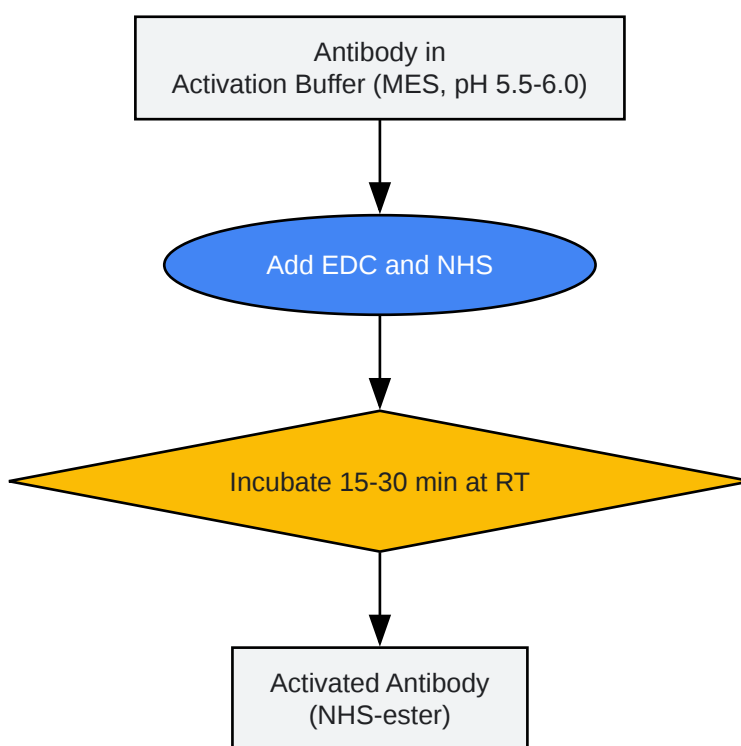 Antibody in
Activation Buffer (MES, pH 5.5-6.0)
Add EDC and NHS
Incubate 15-30 min at RT
Activated Antibody
(NHS-ester)